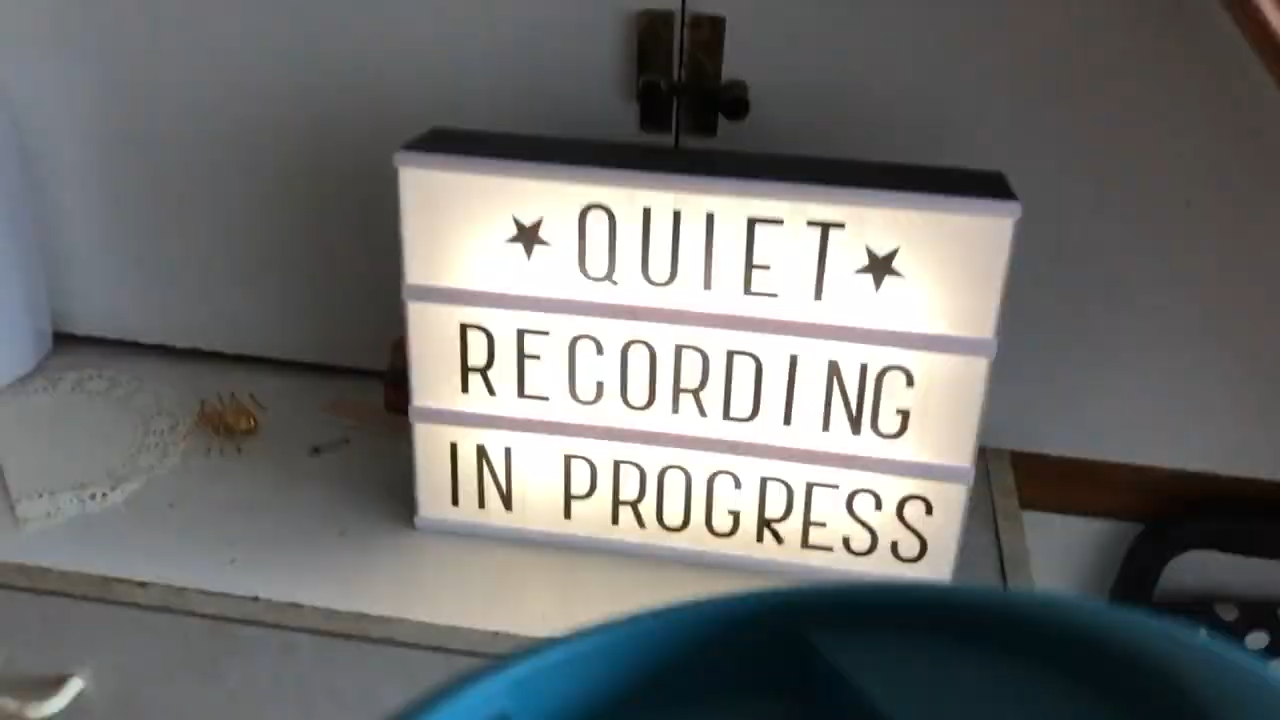 ★ QUIET ★
RECORDING
IN PROGRESS